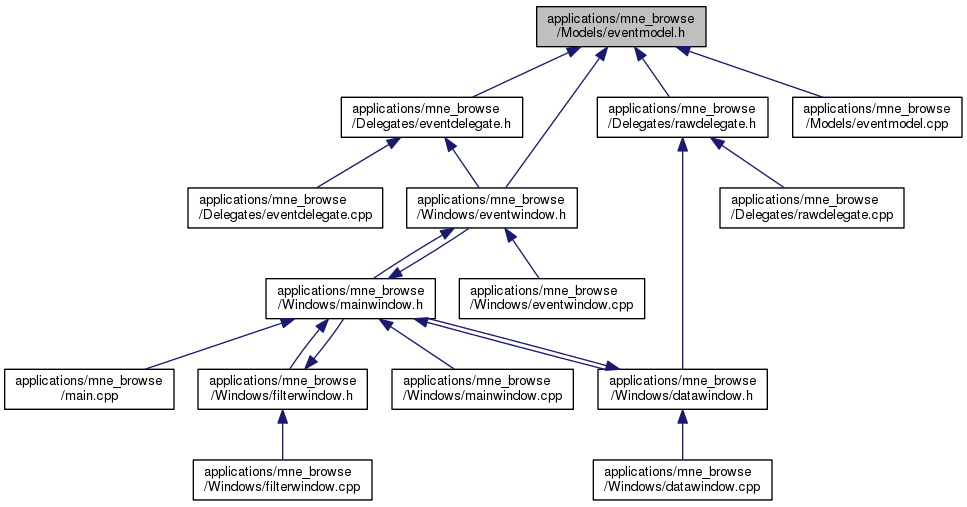 applications/mne_browse
/Models/eventmodel.h
applications/mne_browse
/Delegates/eventdelegate.h
applications/mne_browse
/Delegates/rawdelegate.h
applications/mne_browse
/Models/eventmodel.cpp
applications/mne_browse
/Delegates/eventdelegate.cpp
applications/mne_browse
/Windows/eventwindow.h
applications/mne_browse
/Delegates/rawdelegate.cpp
applications/mne_browse
/Windows/mainwindow.h
applications/mne_browse
/Windows/eventwindow.cpp
applications/mne_browse
/main.cpp
applications/mne_browse
/Windows/filterwindow.h
applications/mne_browse
/Windows/mainwindow.cpp
applications/mne_browse
/Windows/datawindow.h
applications/mne_browse
/Windows/filterwindow.cpp
applications/mne_browse
/Windows/datawindow.cpp